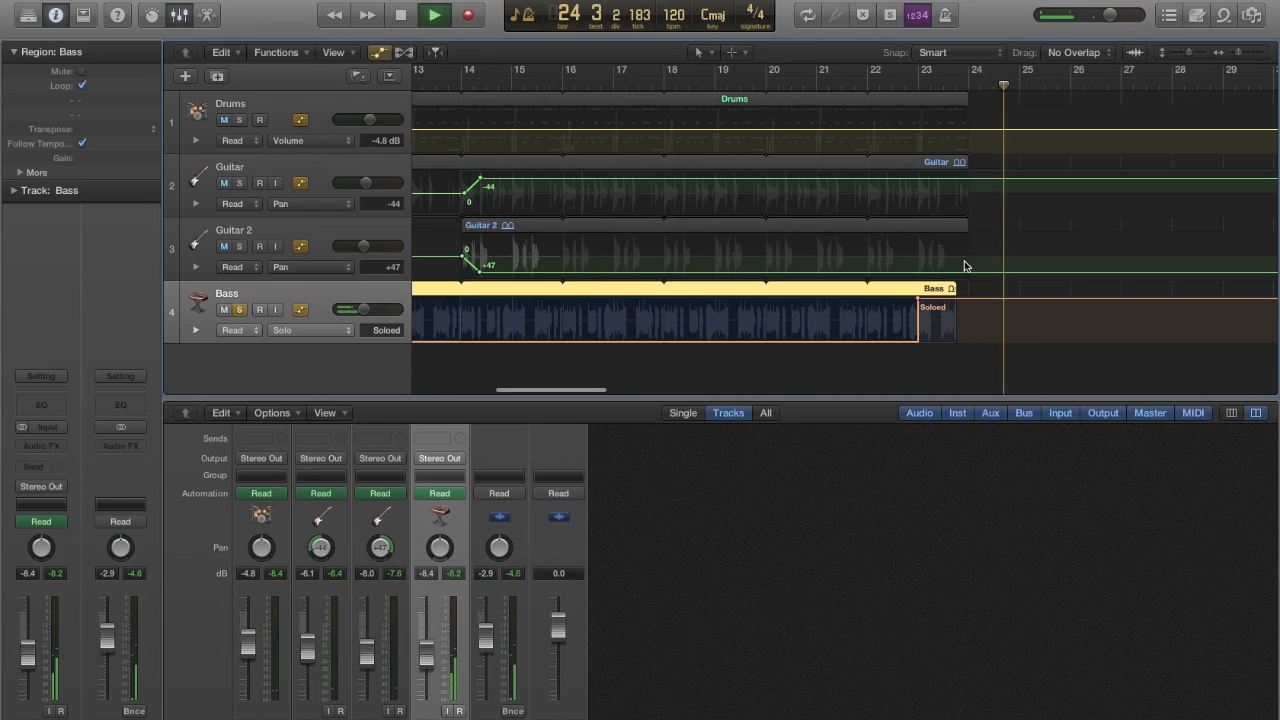 24 3 2 183 120 Cmaj 4/4
bar beat div tick bpm key signature
1234
Region: Bass
Mute:
Loop:
- -
- -
Transpose:
Follow Tempo...
Gain:
More
Track: Bass
Edit Functions View
Snap: Smart Drag: No Overlap
13 14 15 16 17 18 19 20 21 22 23 24 25 26 27 28 29
1 Drums
M S R
Read Volume -4.8 dB
Drums
2 Guitar
M S R I
Read Pan -44
Guitar
0 -44
3 Guitar 2
M S R I
Read Pan +47
Guitar 2
0 +47
4 Bass
M S R I
Read Solo Soloed
Bass
Soloed
Edit Options View
Single Tracks All
Audio Inst Aux Bus Input Output Master MIDI
Setting Setting
EQ EQ
Input
Audio FX Audio FX
Send
Stereo Out
Read Read
-8.4 -8.2 -2.9 -4.6
I R Bnce
Sends
Output Stereo Out Stereo Out Stereo Out Stereo Out
Group
Automation Read Read Read Read Read Read
Pan -44 +47
dB -4.8 -8.4 -6.1 -6.4 -8.0 -7.6 -8.4 -8.2 -2.9 -4.6 0.0
I R I R I R Bnce